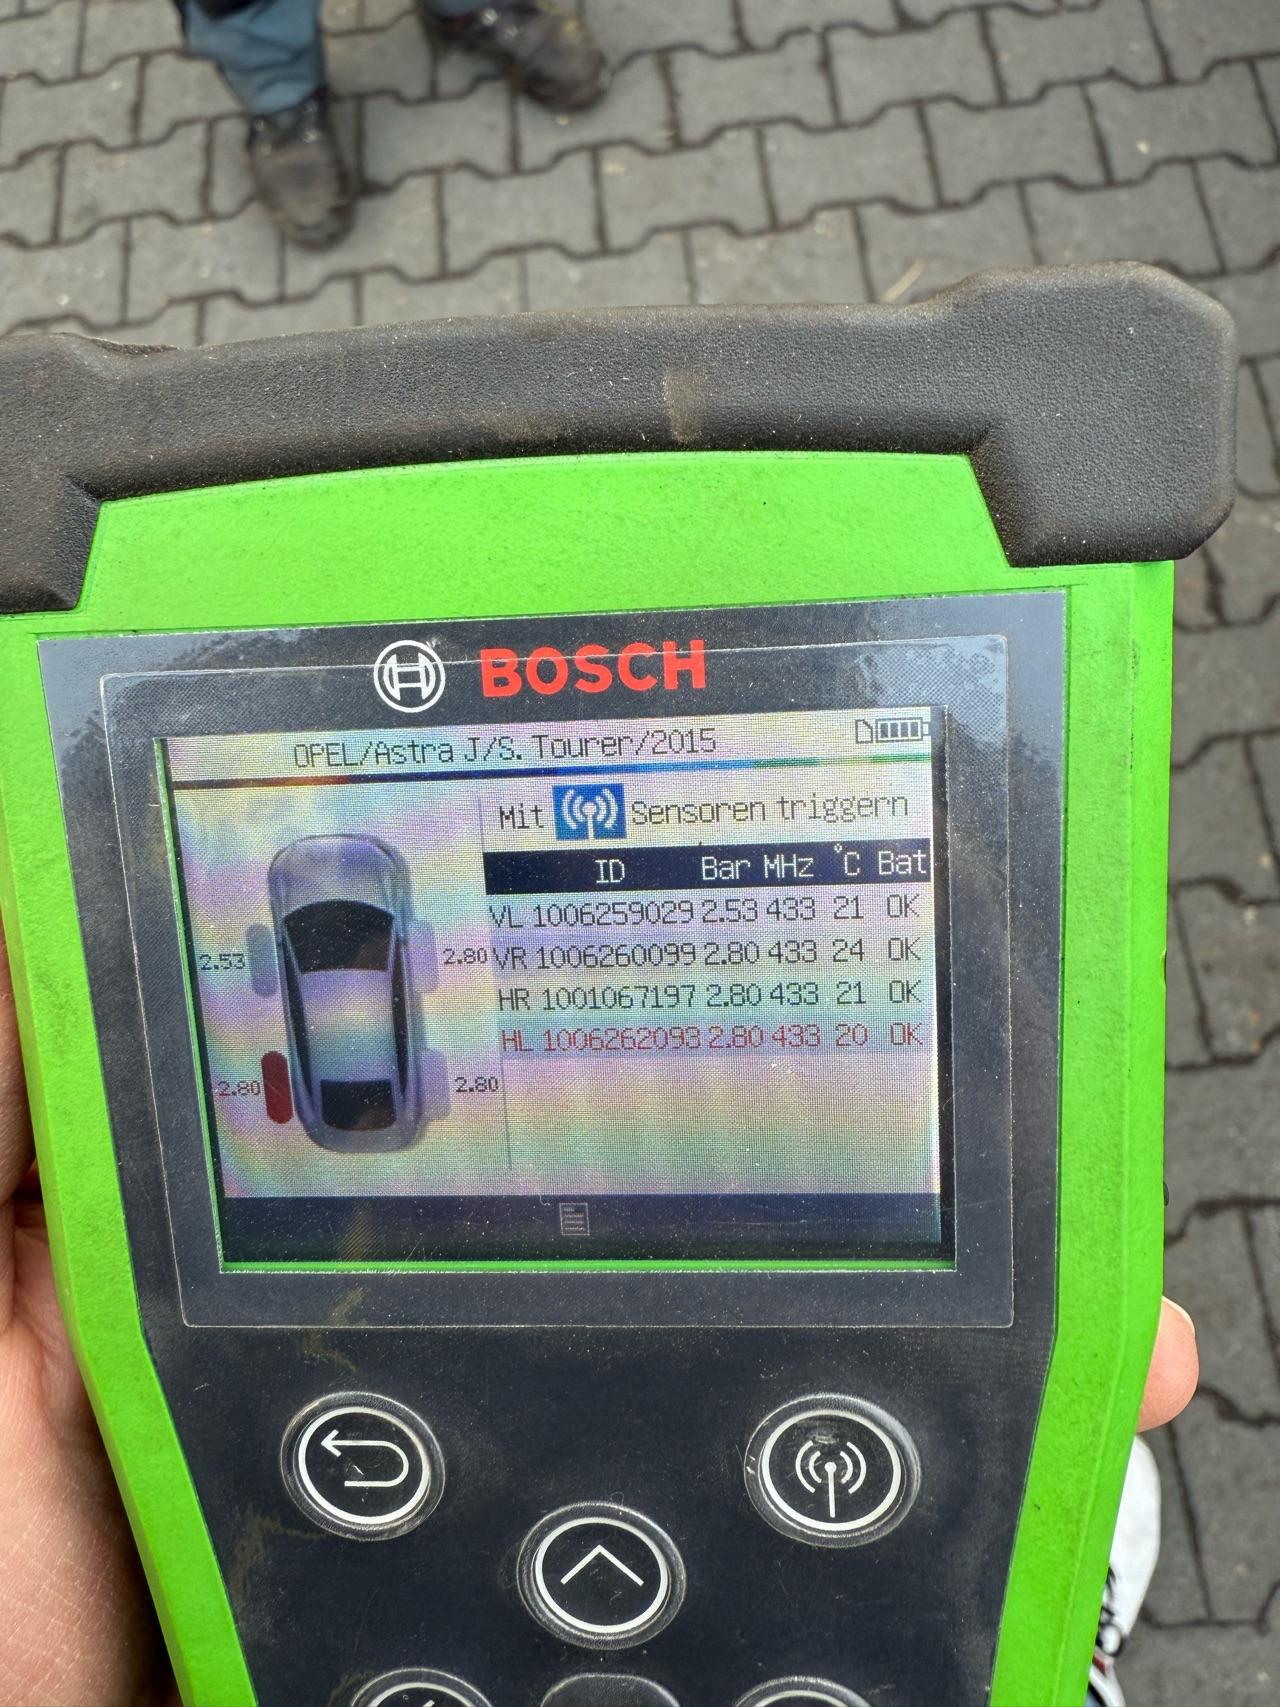 BOSCH
OPEL/Astra J/S. Tourer/2015
Mit Sensoren triggern
ID Bar MHz °C Bat
VL 1006259029 2.53 433 21 OK
VR 1006260099 2.80 433 24 OK
HR 1001067197 2.80 433 21 OK
HL 1006262093 2.80 433 20 OK
2.53 2.80
2.80 2.80